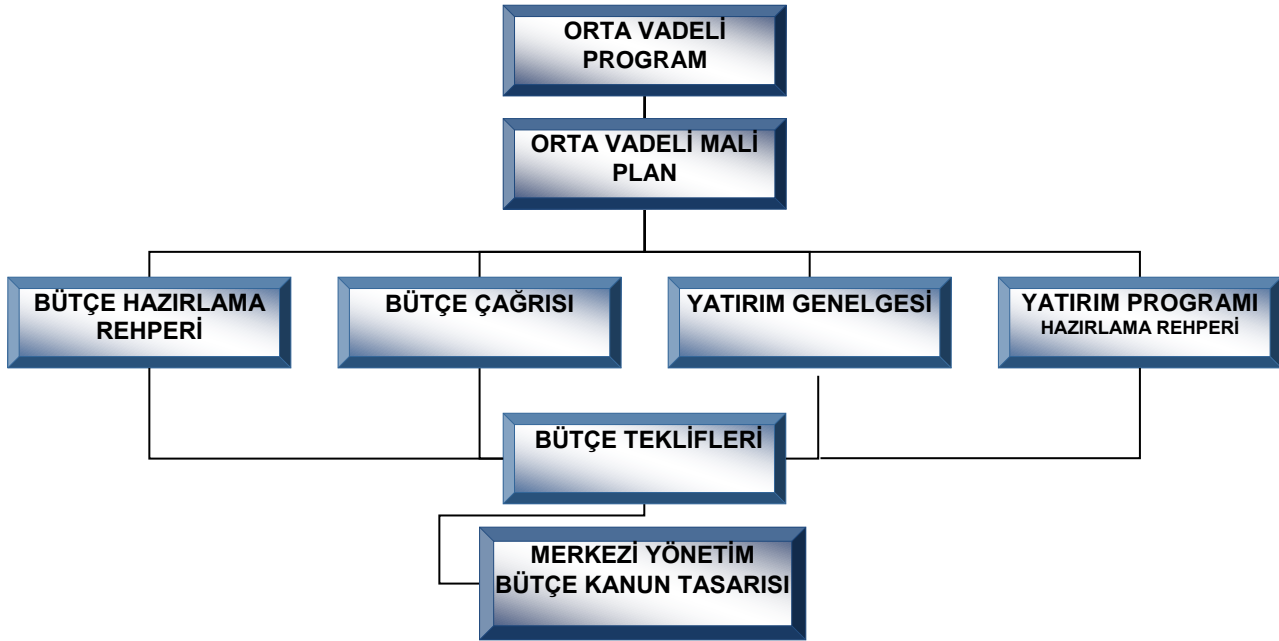 ORTA VADELİ
PROGRAM
ORTA VADELİ MALİ
PLAN
BÜTÇE HAZIRLAMA
REHPERİ
BÜTÇE ÇAĞRISI
YATIRIM GENELGESİ
YATIRIM PROGRAMI
HAZIRLAMA REHPERİ
BÜTÇE TEKLİFLERİ
MERKEZİ YÖNETİM
BÜTÇE KANUN TASARISI